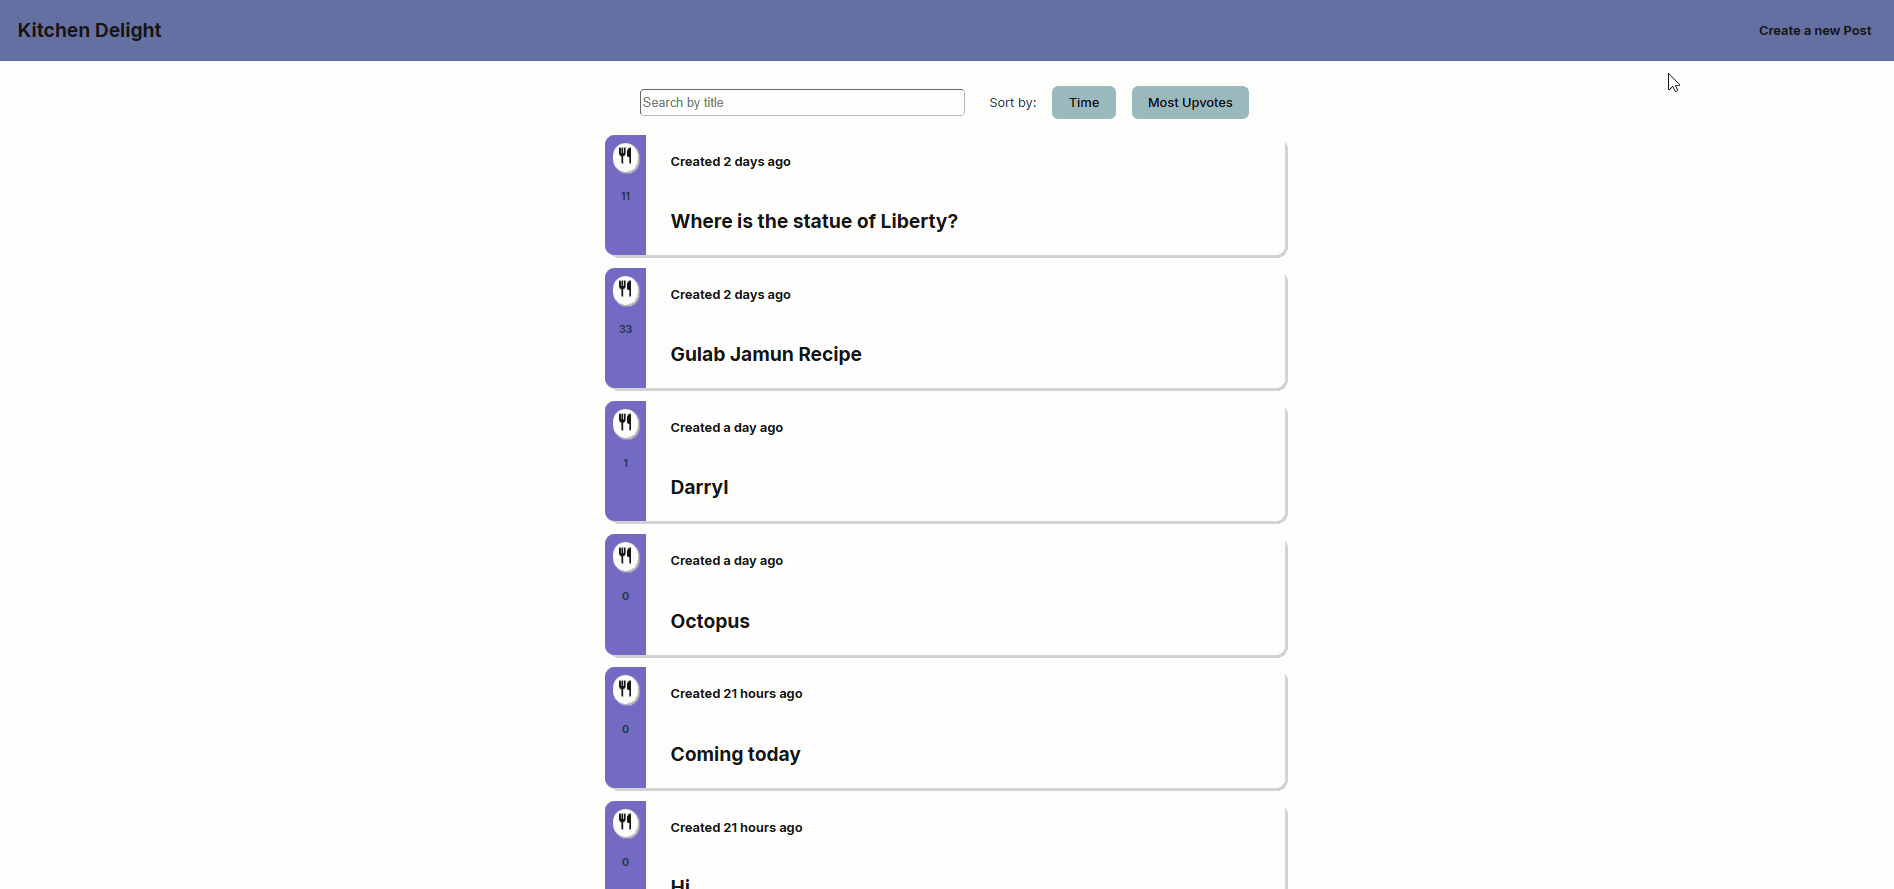 Kitchen Delight
Create a new Post
Search by title
Sort by:
Time
Most Upvotes
Created 2 days ago
11
Where is the statue of Liberty?
Created 2 days ago
33
Gulab Jamun Recipe
Created a day ago
1
Darryl
Created a day ago
0
Octopus
Created 21 hours ago
0
Coming today
Created 21 hours ago
0
Hi